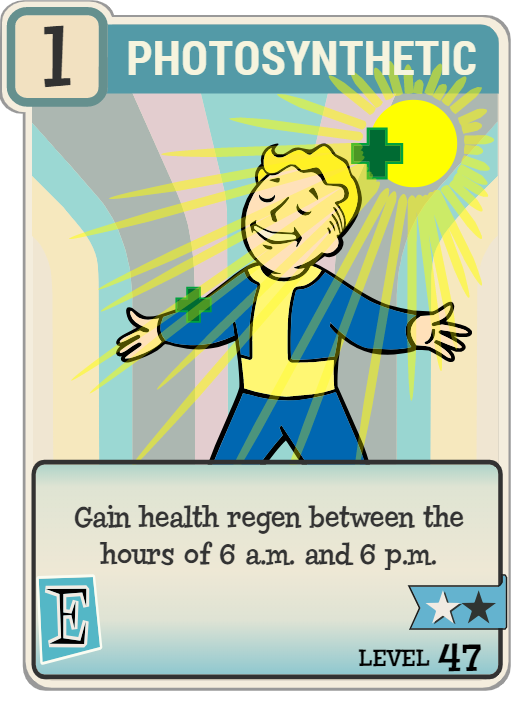 1
PHOTOSYNTHETIC
Gain health regen between the
hours of 6 a.m. and 6 p.m.
E
LEVEL 47